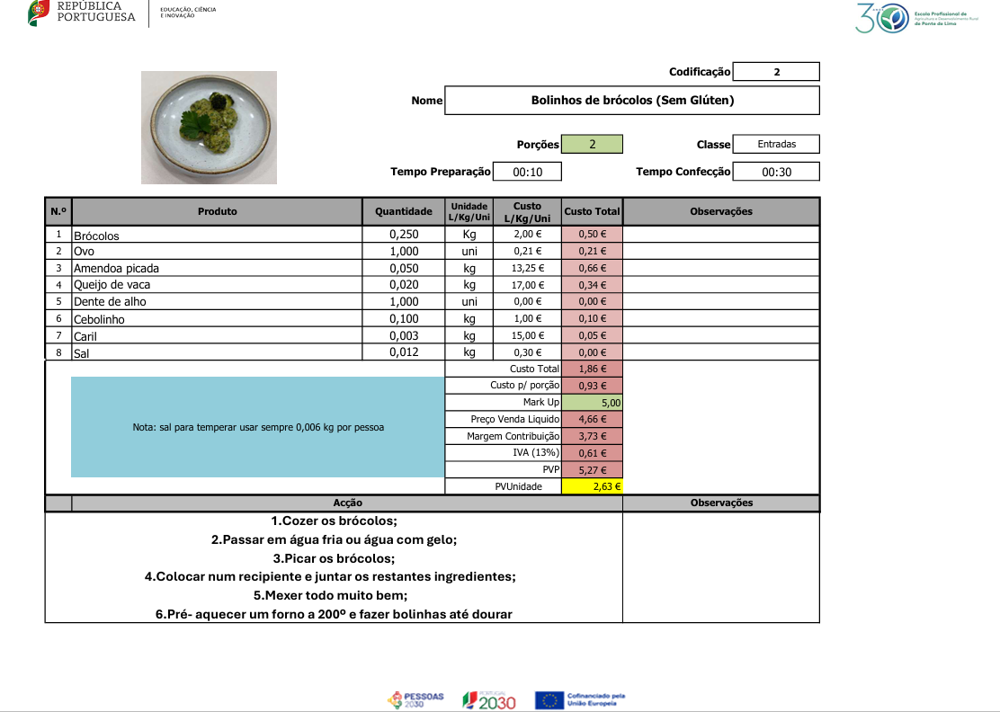 REPÚBLICA
PORTUGUESA
EDUCAÇÃO, CIÊNCIA
E INOVAÇÃO
30
Escola Profissional de
Agricultura e Desenvolvimento Rural
de Ponte de Lima
Codificação 2
Nome Bolinhos de brócolos (Sem Glúten)
Porções 2 Classe Entradas
Tempo Preparação 00:10 Tempo Confecção 00:30
N.º Produto Quantidade Unidade L/Kg/Uni Custo L/Kg/Uni Custo Total Observações
1 Brócolos 0,250 Kg 2,00 € 0,50 €
2 Ovo 1,000 uni 0,21 € 0,21 €
3 Amendoa picada 0,050 kg 13,25 € 0,66 €
4 Queijo de vaca 0,020 kg 17,00 € 0,34 €
5 Dente de alho 1,000 uni 0,00 € 0,00 €
6 Cebolinho 0,100 kg 1,00 € 0,10 €
7 Caril 0,003 kg 15,00 € 0,05 €
8 Sal 0,012 kg 0,30 € 0,00 €
Custo Total 1,86 €
Custo p/ porção 0,93 €
Mark Up 5,00
Preço Venda Liquido 4,66 €
Nota: sal para temperar usar sempre 0,006 kg por pessoa
Margem Contribuição 3,73 €
IVA (13%) 0,61 €
PVP 5,27 €
PVUnidade 2,63 €
Acção Observações
1.Cozer os brócolos;
2.Passar em água fria ou água com gelo;
3.Picar os brócolos;
4.Colocar num recipiente e juntar os restantes ingredientes;
5.Mexer todo muito bem;
6.Pré- aquecer um forno a 200º e fazer bolinhas até dourar
PESSOAS
2030
PORTUGAL
2030
Cofinanciado pela
União Europeia